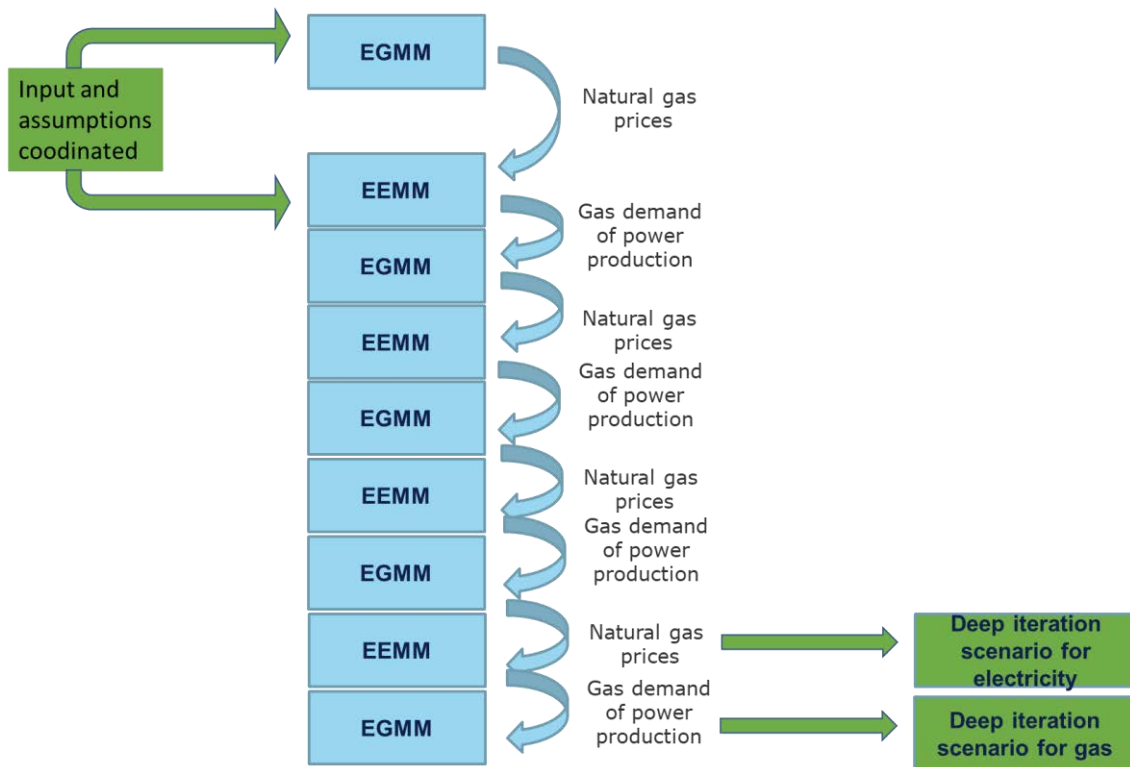 EGMM
Input and
assumptions
coodinated
Natural gas
prices
EEMM
Gas demand
of power
production
EGMM
Natural gas
prices
EEMM
Gas demand
of power
production
EGMM
Natural gas
prices
EEMM
Gas demand
of power
production
EGMM
Natural gas
prices
EEMM
Deep iteration
scenario for
electricity
Gas demand
of power
production
EGMM
Deep iteration
scenario for gas